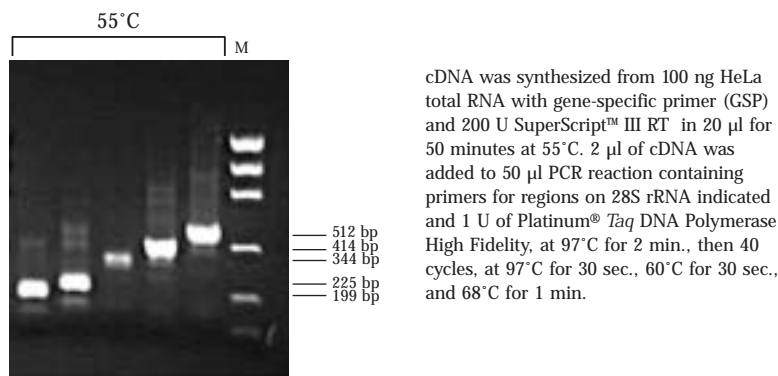 55˚C
M
512 bp
414 bp
344 bp
225 bp
199 bp
cDNA was synthesized from 100 ng HeLa
total RNA with gene-specific primer (GSP)
and 200 U SuperScript™ III RT in 20 µl for
50 minutes at 55˚C. 2 µl of cDNA was
added to 50 µl PCR reaction containing
primers for regions on 28S rRNA indicated
and 1 U of Platinum® Taq DNA Polymerase
High Fidelity, at 97˚C for 2 min., then 40
cycles, at 97˚C for 30 sec., 60˚C for 30 sec.,
and 68˚C for 1 min.